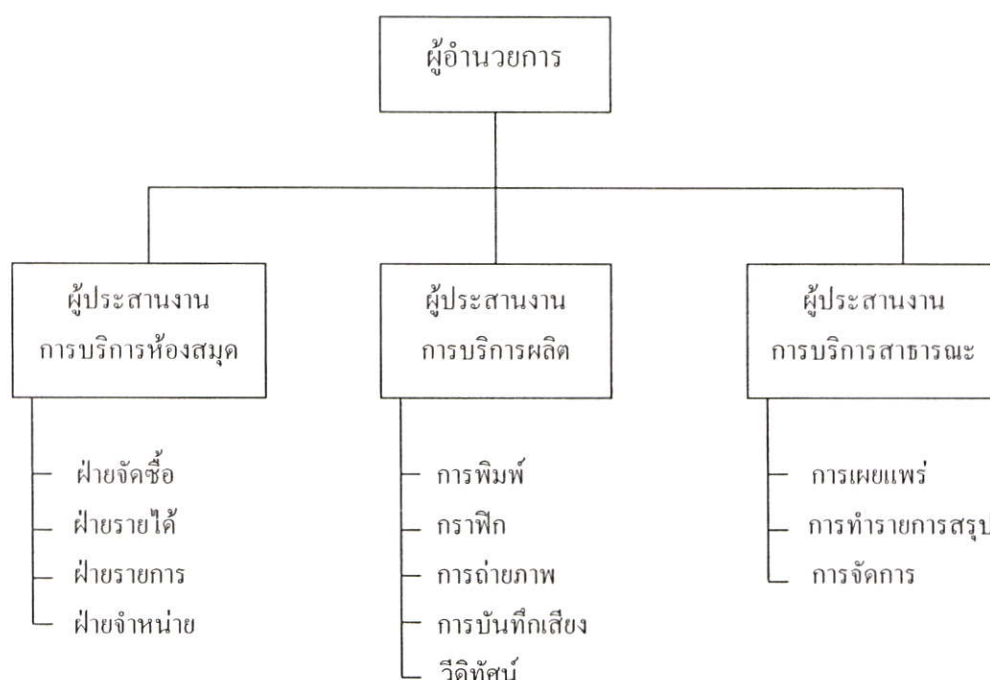 ผู้อำนวยการ
ผู้ประสานงาน
การบริการห้องสมุด
ฝ่ายจัดซื้อ
ฝ่ายรายได้
ฝ่ายรายการ
ฝ่ายจำหน่าย
ผู้ประสานงาน
การบริการผลิต
การพิมพ์
กราฟิก
การถ่ายภาพ
การบันทึกเสียง
วีดิทัศน์
ผู้ประสานงาน
การบริการสาธารณะ
การเผยแพร่
การทำรายการสรุป
การจัดการ